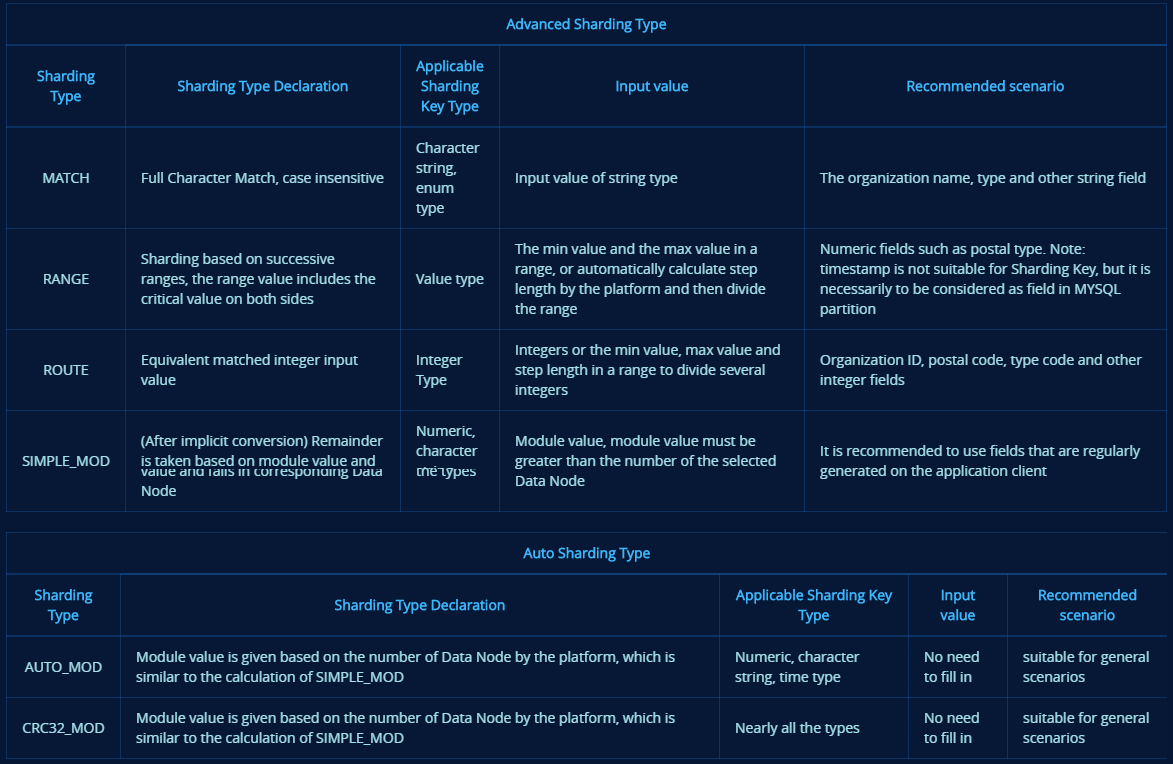 Advanced Sharding Type
Sharding
Type
Sharding Type Declaration
Applicable
Sharding
Key Type
Input value
Recommended scenario
MATCH
Full Character Match, case insensitive
Character
string,
enum
type
Input value of string type
The organization name, type and other string field
RANGE
Sharding based on successive
ranges, the range value includes the
critical value on both sides
Value type
The min value and the max value in a
range, or automatically calculate step
length by the platform and then divide
the range
Numeric fields such as postal type. Note:
timestamp is not suitable for Sharding Key, but it is
necessarily to be considered as field in MYSQL
partition
ROUTE
Equivalent matched integer input
value
Integer
Type
Integers or the min value, max value and
step length in a range to divide several
integers
Organization ID, postal code, type code and other
integer fields
SIMPLE_MOD
(After implicit conversion) Remainder
is taken based on module value and
value and falls in corresponding Data
Node
Numeric,
character
types
Module value, module value must be
greater than the number of the selected
Data Node
It is recommended to use fields that are regularly
generated on the application client
Auto Sharding Type
Sharding
Type
Sharding Type Declaration
Applicable Sharding Key
Type
Input
value
Recommended
scenario
AUTO_MOD
Module value is given based on the number of Data Node by the platform, which is
similar to the calculation of SIMPLE_MOD
Numeric, character
string, time type
No need
to fill in
suitable for general
scenarios
CRC32_MOD
Module value is given based on the number of Data Node by the platform, which is
similar to the calculation of SIMPLE_MOD
Nearly all the types
No need
to fill in
suitable for general
scenarios